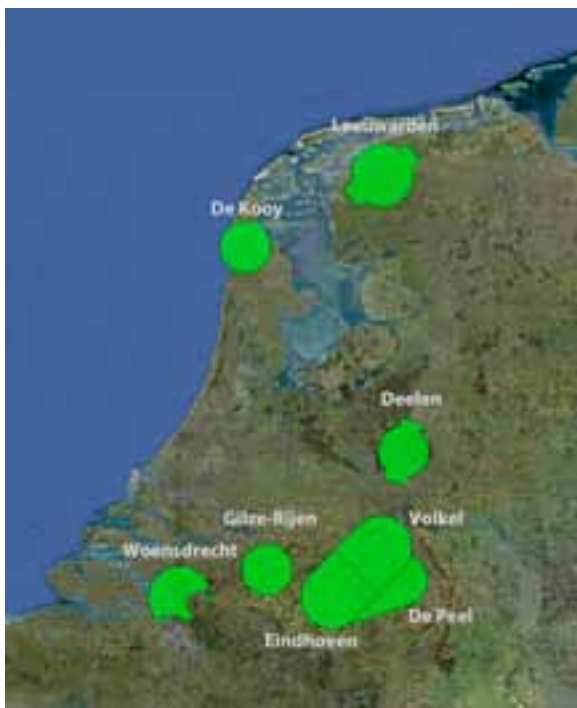 Leeuwarden
De Kooy
Deelen
Gilze-Rijen
Volkel
Woensdrecht
De Peel
Eindhoven